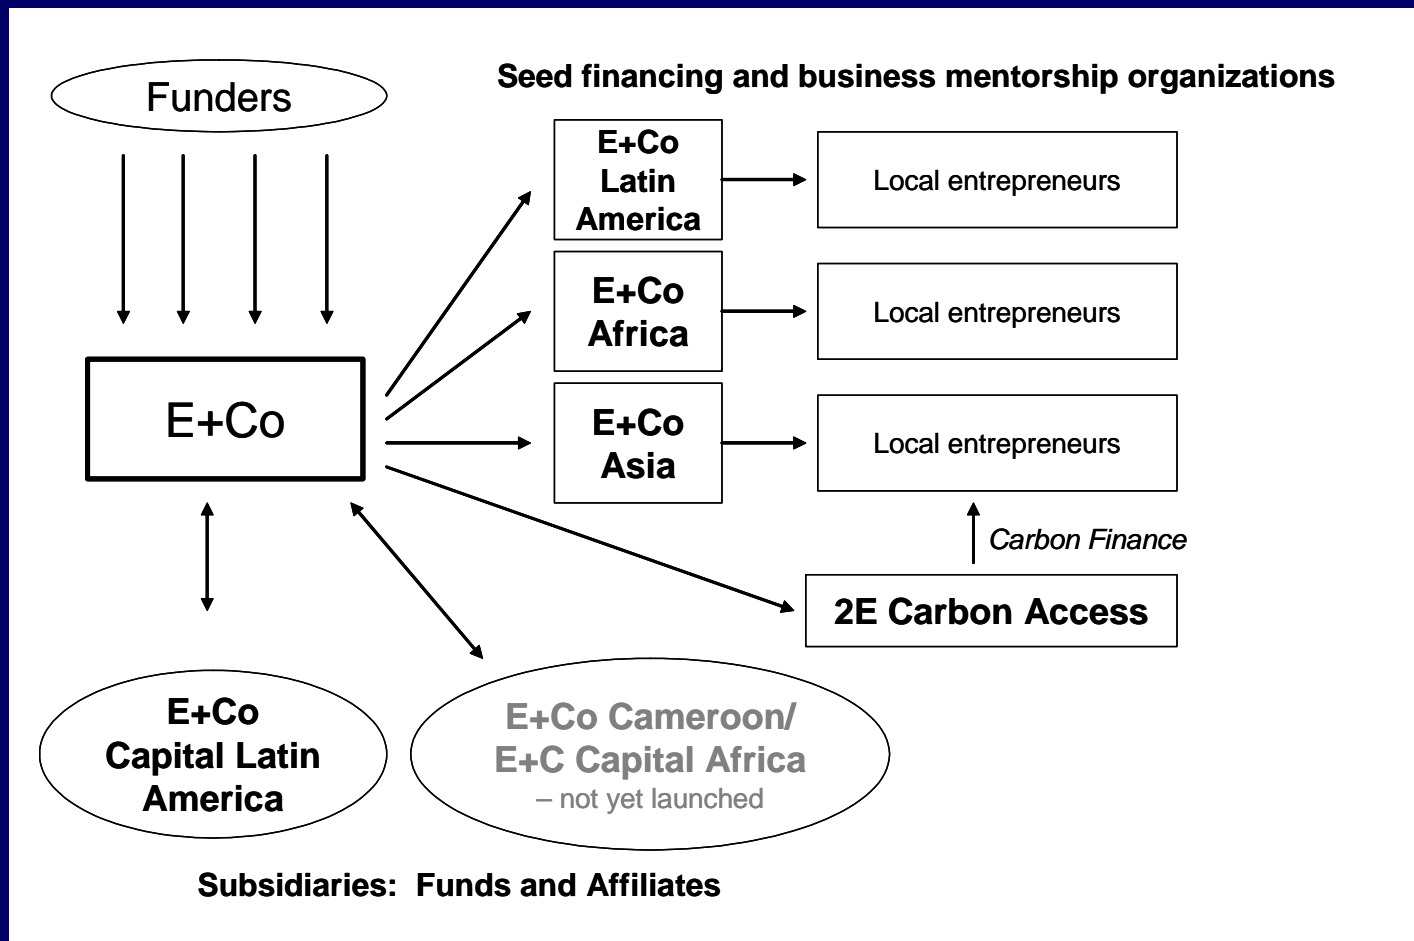 Funders
Seed financing and business mentorship organizations
E+Co
Latin
America
Local entrepreneurs
E+Co
Africa
Local entrepreneurs
E+Co
E+Co
Asia
Local entrepreneurs
Carbon Finance
2E Carbon Access
E+Co
Capital Latin
America
E+Co Cameroon/
E+C Capital Africa
– not yet launched
Subsidiaries:  Funds and Affiliates